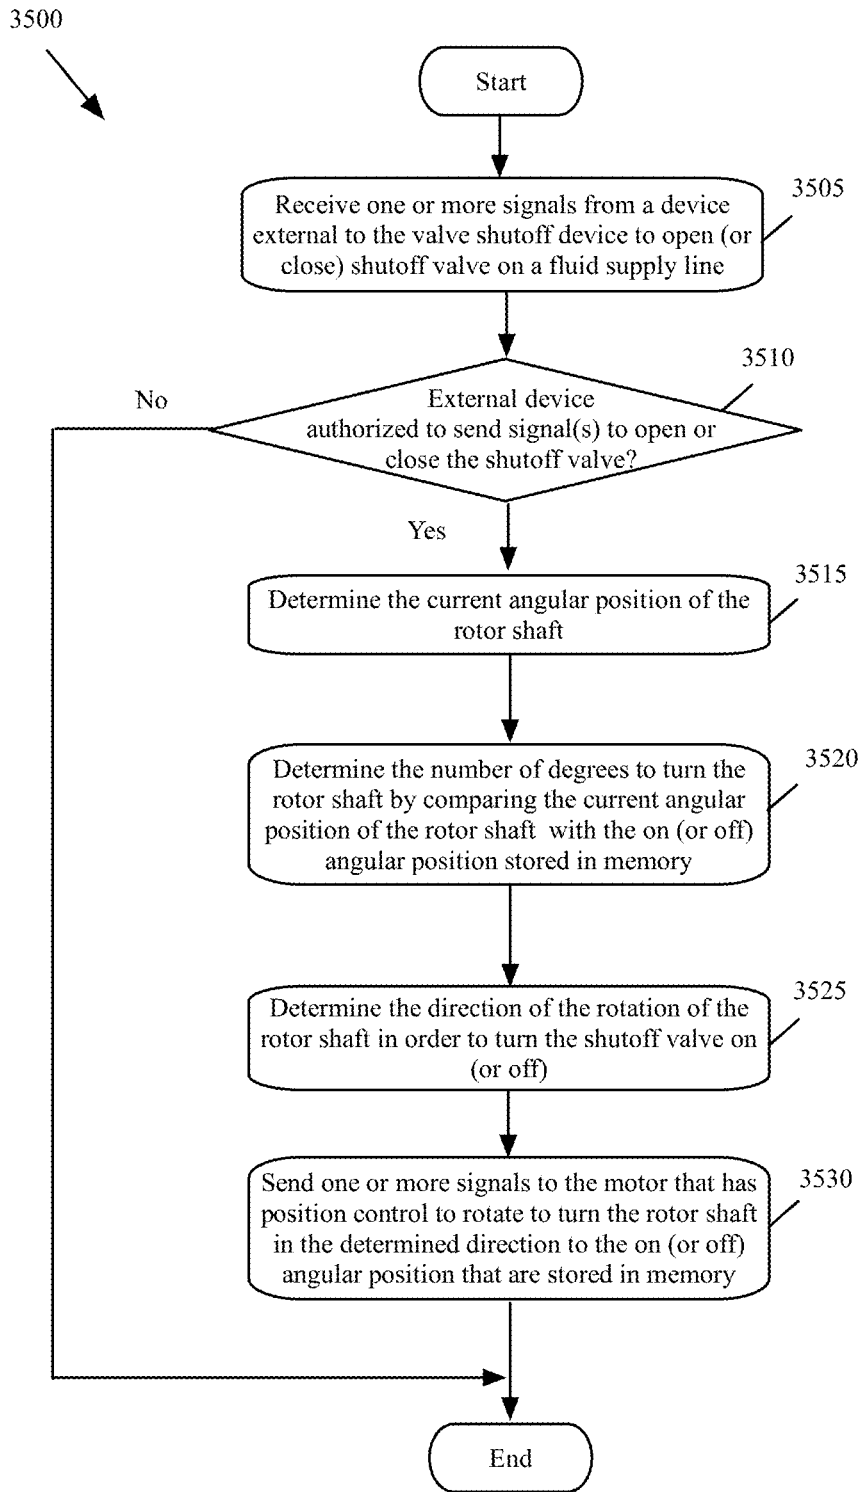 3500
Start
3505
Receive one or more signals from a device
external to the valve shutoff device to open (or
close) shutoff valve on a fluid supply line
3510
No
External device
authorized to send signal(s) to open or
close the shutoff valve?
Yes
3515
Determine the current angular position of the
rotor shaft
3520
Determine the number of degrees to turn the
rotor shaft by comparing the current angular
position of the rotor shaft with the on (or off)
angular position stored in memory
3525
Determine the direction of the rotation of the
rotor shaft in order to turn the shutoff valve on
(or off)
3530
Send one or more signals to the motor that has
position control to rotate to turn the rotor shaft
in the determined direction to the on (or off)
angular position that are stored in memory
End